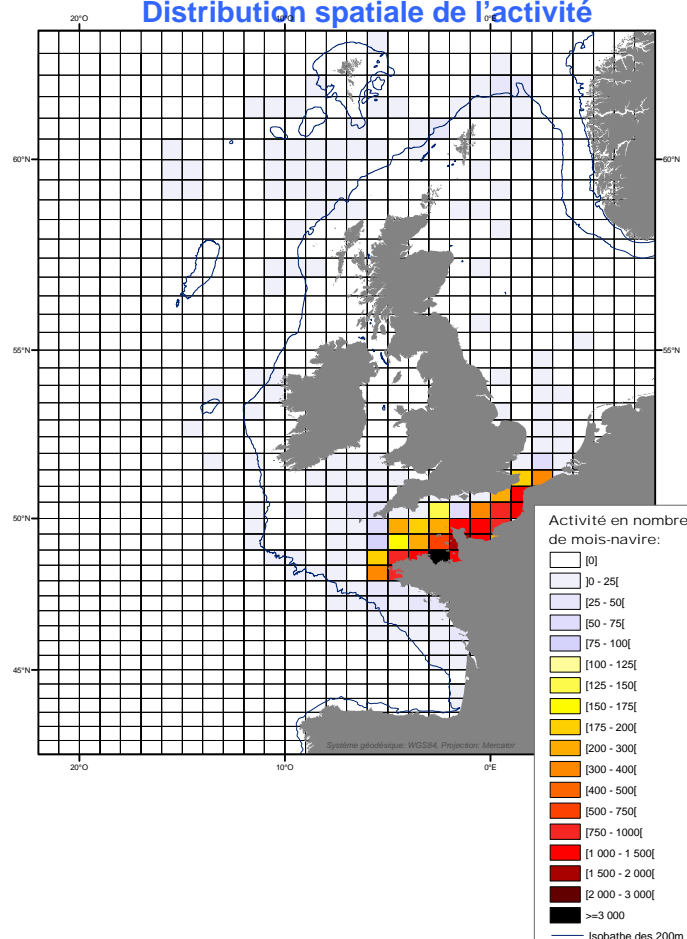 Distribution spatiale de l'activité
20°O 10°O 0°E
60°N 60°N
55°N 55°N
50°N
45°N
Système géodésique: WGS84, Projection: Mercator
20°O 10°O 0°E
Activité en nombre
de mois-navire:
[0]
]0 - 25[
[25 - 50[
[50 - 75[
[75 - 100[
[100 - 125[
[125 - 150[
[150 - 175[
[175 - 200[
[200 - 300[
[300 - 400[
[400 - 500[
[500 - 750[
[750 - 1000[
[1 000 - 1 500[
[1 500 - 2 000[
[2 000 - 3 000[
>=3 000
Isobathe des 200m